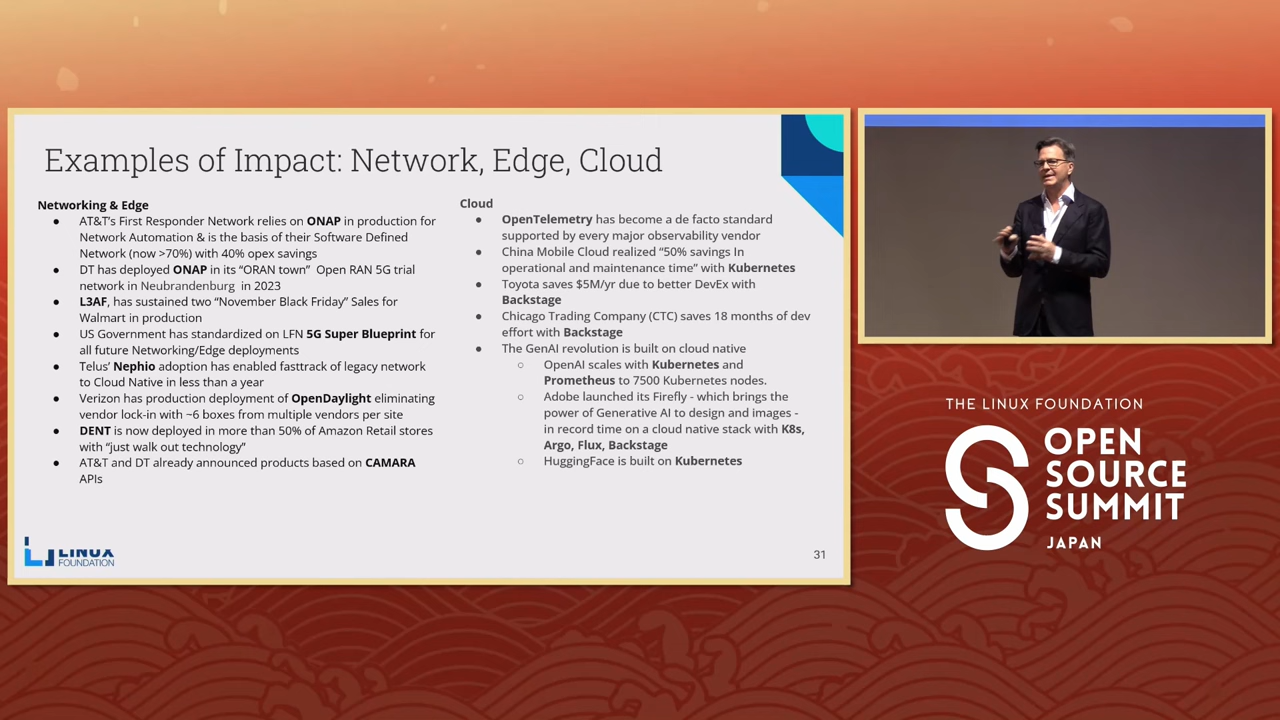 Examples of Impact: Network, Edge, Cloud
Networking & Edge
● AT&T's First Responder Network relies on ONAP in production for
Network Automation & is the basis of their Software Defined
Network (now >70%) with 40% opex savings
● DT has deployed ONAP in its “ORAN town” Open RAN 5G trial
network in Neubrandenburg in 2023
● L3AF, has sustained two “November Black Friday” Sales for
Walmart in production
● US Government has standardized on LFN 5G Super Blueprint for
all future Networking/Edge deployments
● Telus’ Nephio adoption has enabled fasttrack of legacy network
to Cloud Native in less than a year
● Verizon has production deployment of OpenDaylight eliminating
vendor lock-in with ~6 boxes from multiple vendors per site
● DENT is now deployed in more than 50% of Amazon Retail stores
with “just walk out technology”
● AT&T and DT already announced products based on CAMARA
APIs
Cloud
● OpenTelemetry has become a de facto standard
supported by every major observability vendor
● China Mobile Cloud realized “50% savings In
operational and maintenance time” with Kubernetes
● Toyota saves $5M/yr due to better DevEx with
Backstage
● Chicago Trading Company (CTC) saves 18 months of dev
effort with Backstage
● The GenAI revolution is built on cloud native
○ OpenAI scales with Kubernetes and
Prometheus to 7500 Kubernetes nodes.
○ Adobe launched its Firefly - which brings the
power of Generative AI to design and images -
in record time on a cloud native stack with K8s,
Argo, Flux, Backstage
○ HuggingFace is built on Kubernetes
LINUX
FOUNDATION
31
THE LINUX FOUNDATION
OPEN
SOURCE
SUMMIT
JAPAN